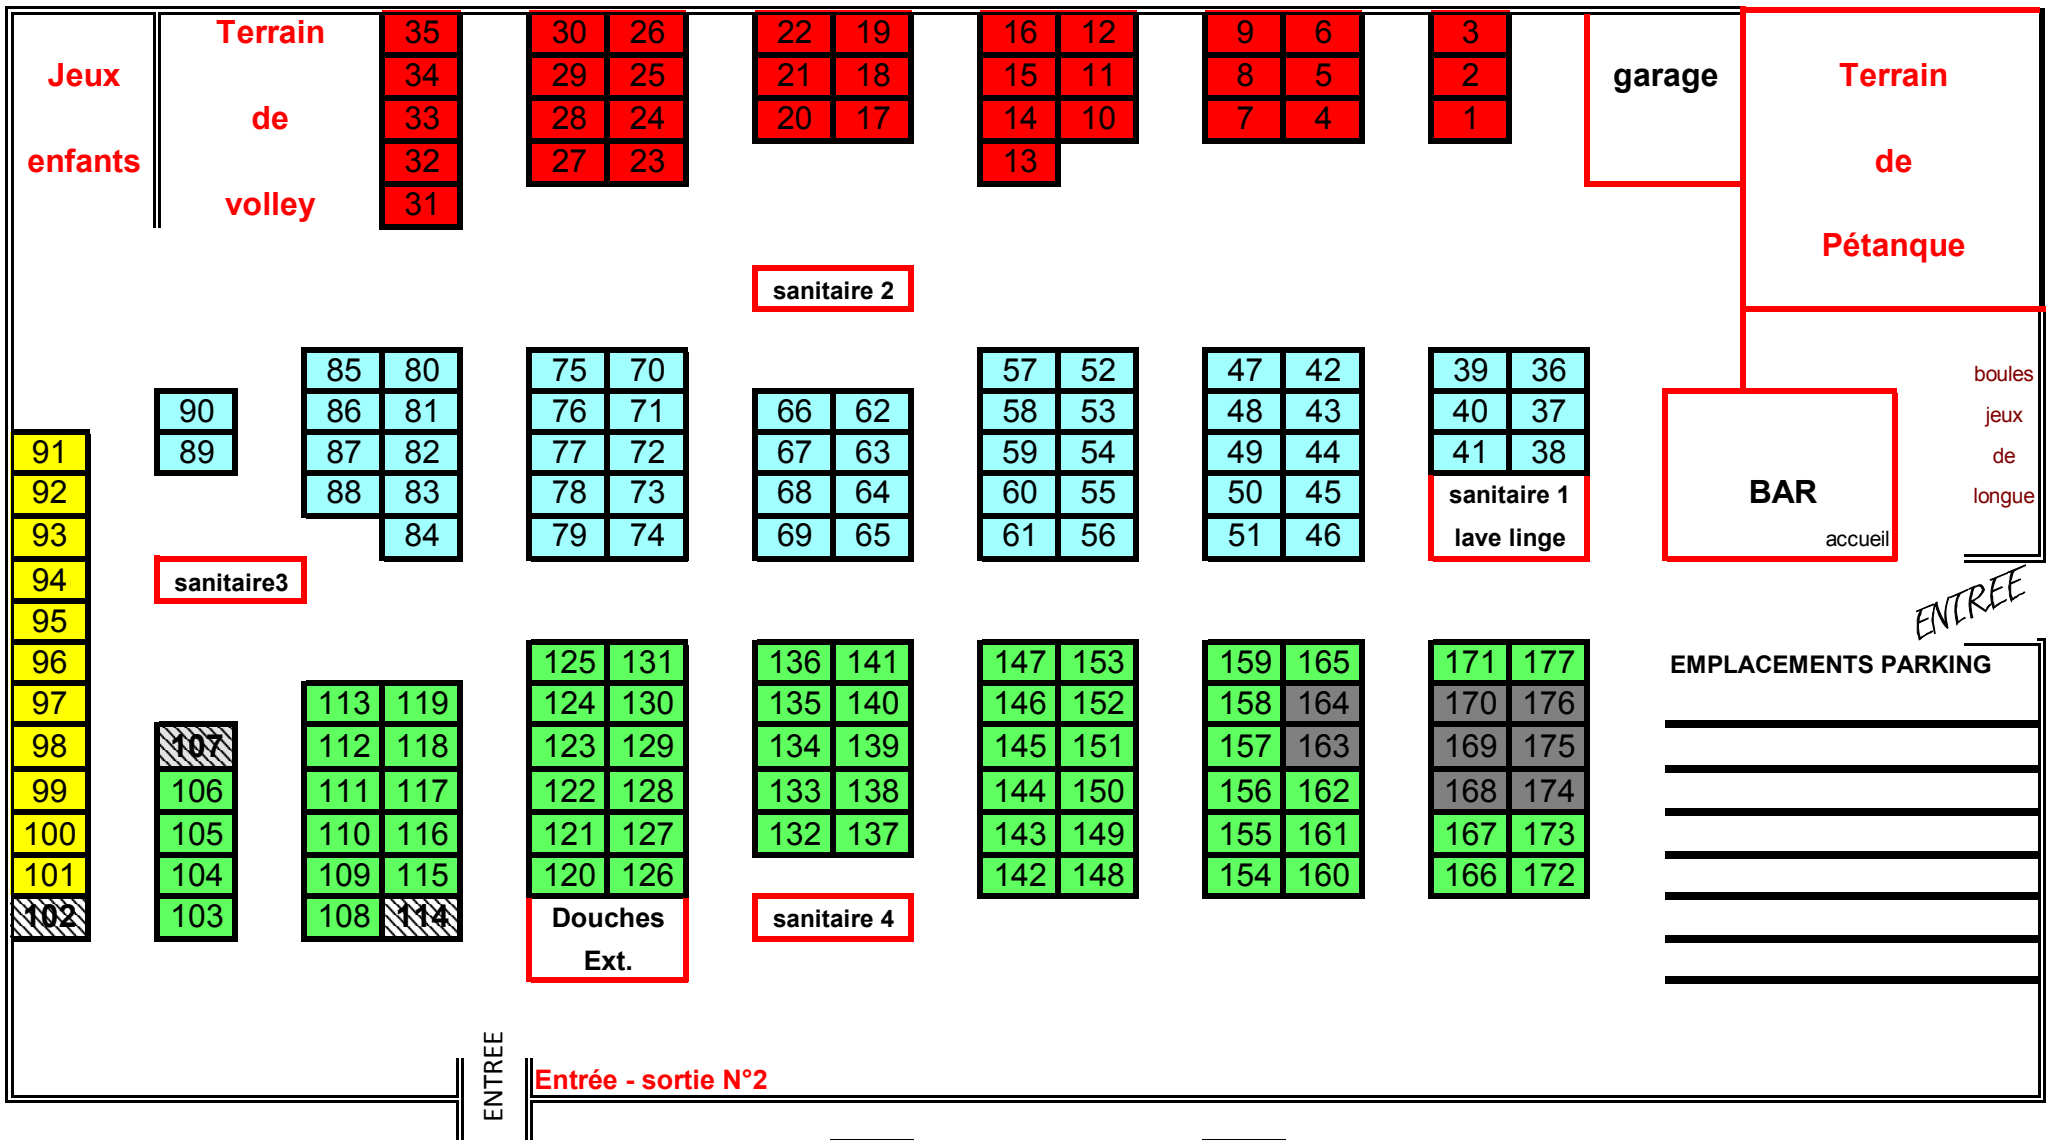 Terrain 35 30 26 22 19 16 12 9 6 3
Jeux 34 29 25 21 18 15 11 8 5 2 garage Terrain
de 33 28 24 20 17 14 10 7 4 1
enfants 32 27 23 13 de
volley 31
Pétanque
sanitaire 2
85 80 75 70 57 52 47 42 39 36 boules
90 86 81 76 71 66 62 58 53 48 43 40 37 jeux
91 89 87 82 77 72 67 63 59 54 49 44 41 38 de
92 88 83 78 73 68 64 60 55 50 45 sanitaire 1 BAR longue
93 84 79 74 69 65 61 56 51 46 lave linge accueil
94 sanitaire3
95 ENTREE
96 125 131 136 141 147 153 159 165 171 177 EMPLACEMENTS PARKING
97 113 119 124 130 135 140 146 152 158 164 170 176
98 107 112 118 123 129 134 139 145 151 157 163 169 175
99 106 111 117 122 128 133 138 144 150 156 162 168 174
100 105 110 116 121 127 132 137 143 149 155 161 167 173
101 104 109 115 120 126 142 148 154 160 166 172
102 103 108 114 Douches sanitaire 4
Ext.
ENTREE
Entrée - sortie N°2